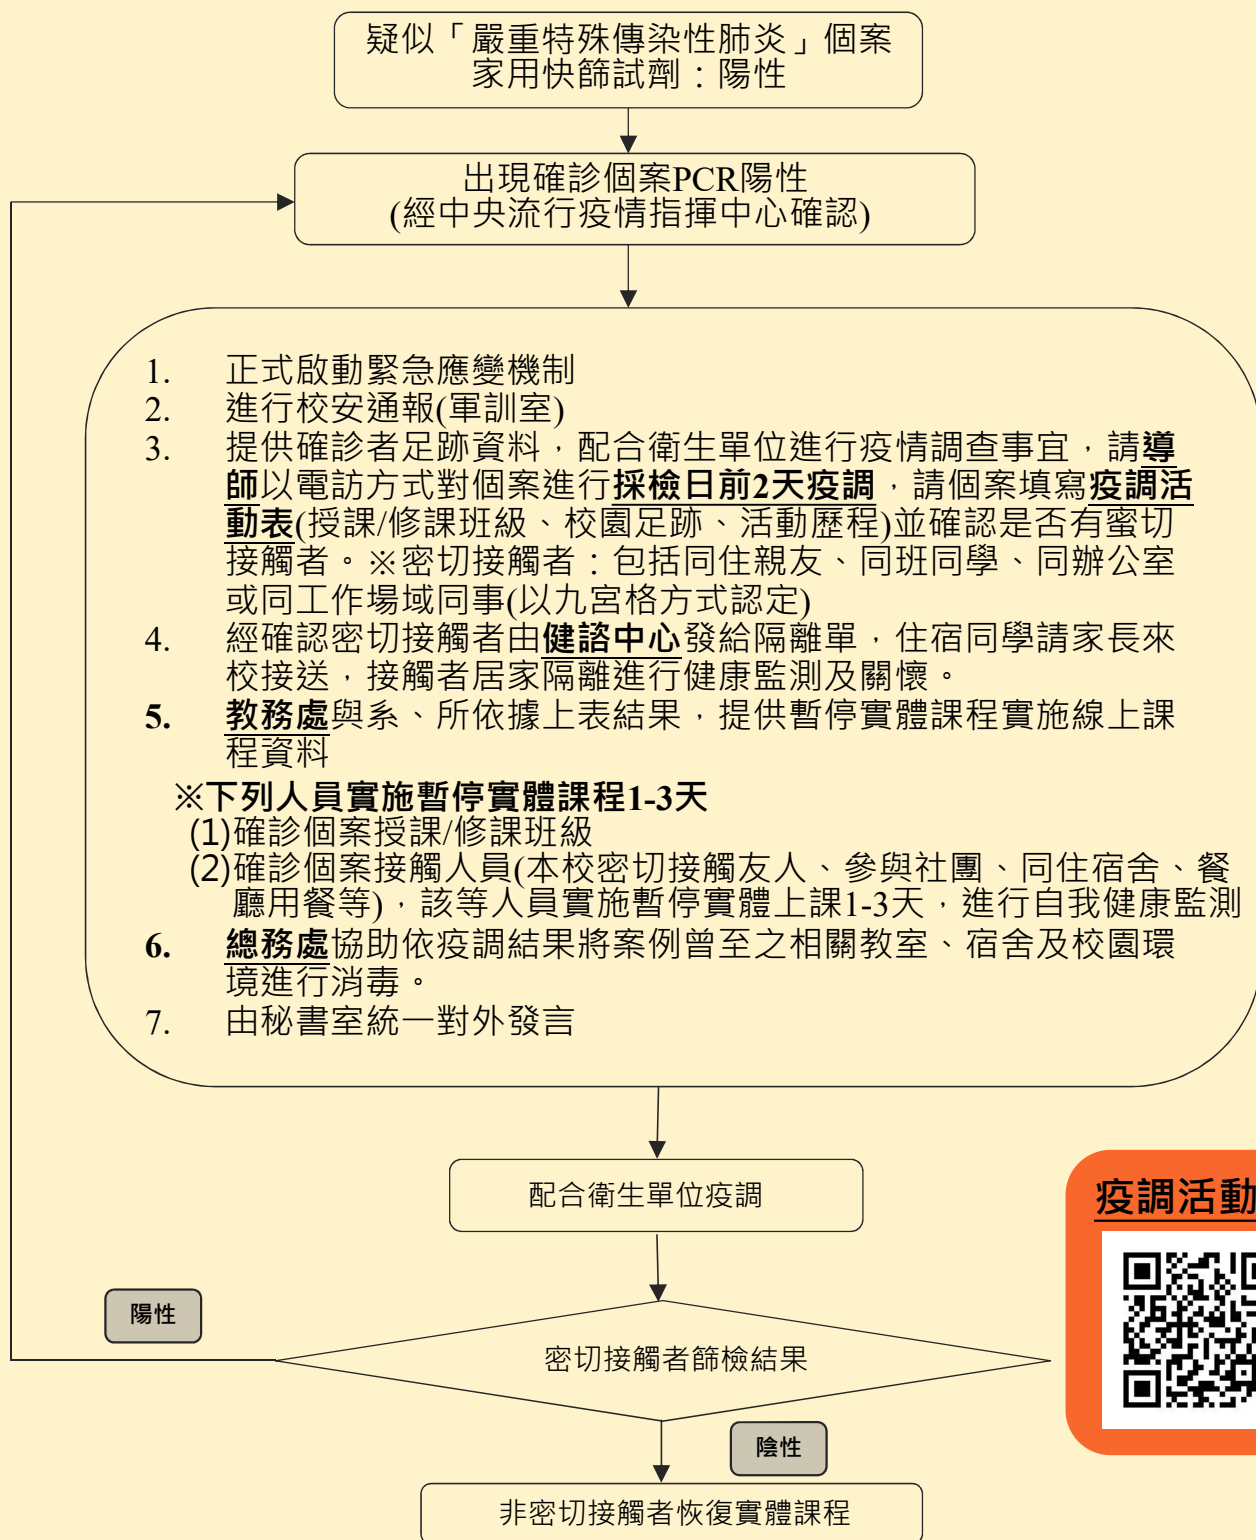 疑似「嚴重特殊傳染性肺炎」個案
家用快篩試劑：陽性
出現確診個案PCR陽性
(經中央流行疫情指揮中心確認)
1. 正式啟動緊急應變機制
2. 進行校安通報(軍訓室)
3. 提供確診者足跡資料，配合衛生單位進行疫情調查事宜，請導
師以電訪方式對個案進行採檢日前2天疫調，請個案填寫疫調活
動表(授課/修課班級、校園足跡、活動歷程)並確認是否有蜜切
接觸者。※密切接觸者：包括同住親友、同班同學、同辦公室
或同工作場域同事(以九宮格方式認定)
4. 經確認密切接觸者由健諮中心發給隔離單，住宿同學請家長來
校接送，接觸者居家隔離進行健康監測及關懷。
5. 教務處與系、所依據上表結果，提供暫停實體課程實施線上課
程資料
※下列人員實施暫停實體課程1-3天
(1)確診個案授課/修課班級
(2)確診個案接觸人員(本校密切接觸友人、參與社團、同住宿舍、餐
廳用餐等)，該等人員實施暫停實體上課1-3天，進行自我健康監測
6. 總務處協助依疫調結果將案例曾至之相關教室、宿舍及校園環
境進行消毒。
7. 由秘書室統一對外發言
配合衛生單位疫調
疫調活動
陽性
密切接觸者篩檢結果
陰性
非密切接觸者恢復實體課程